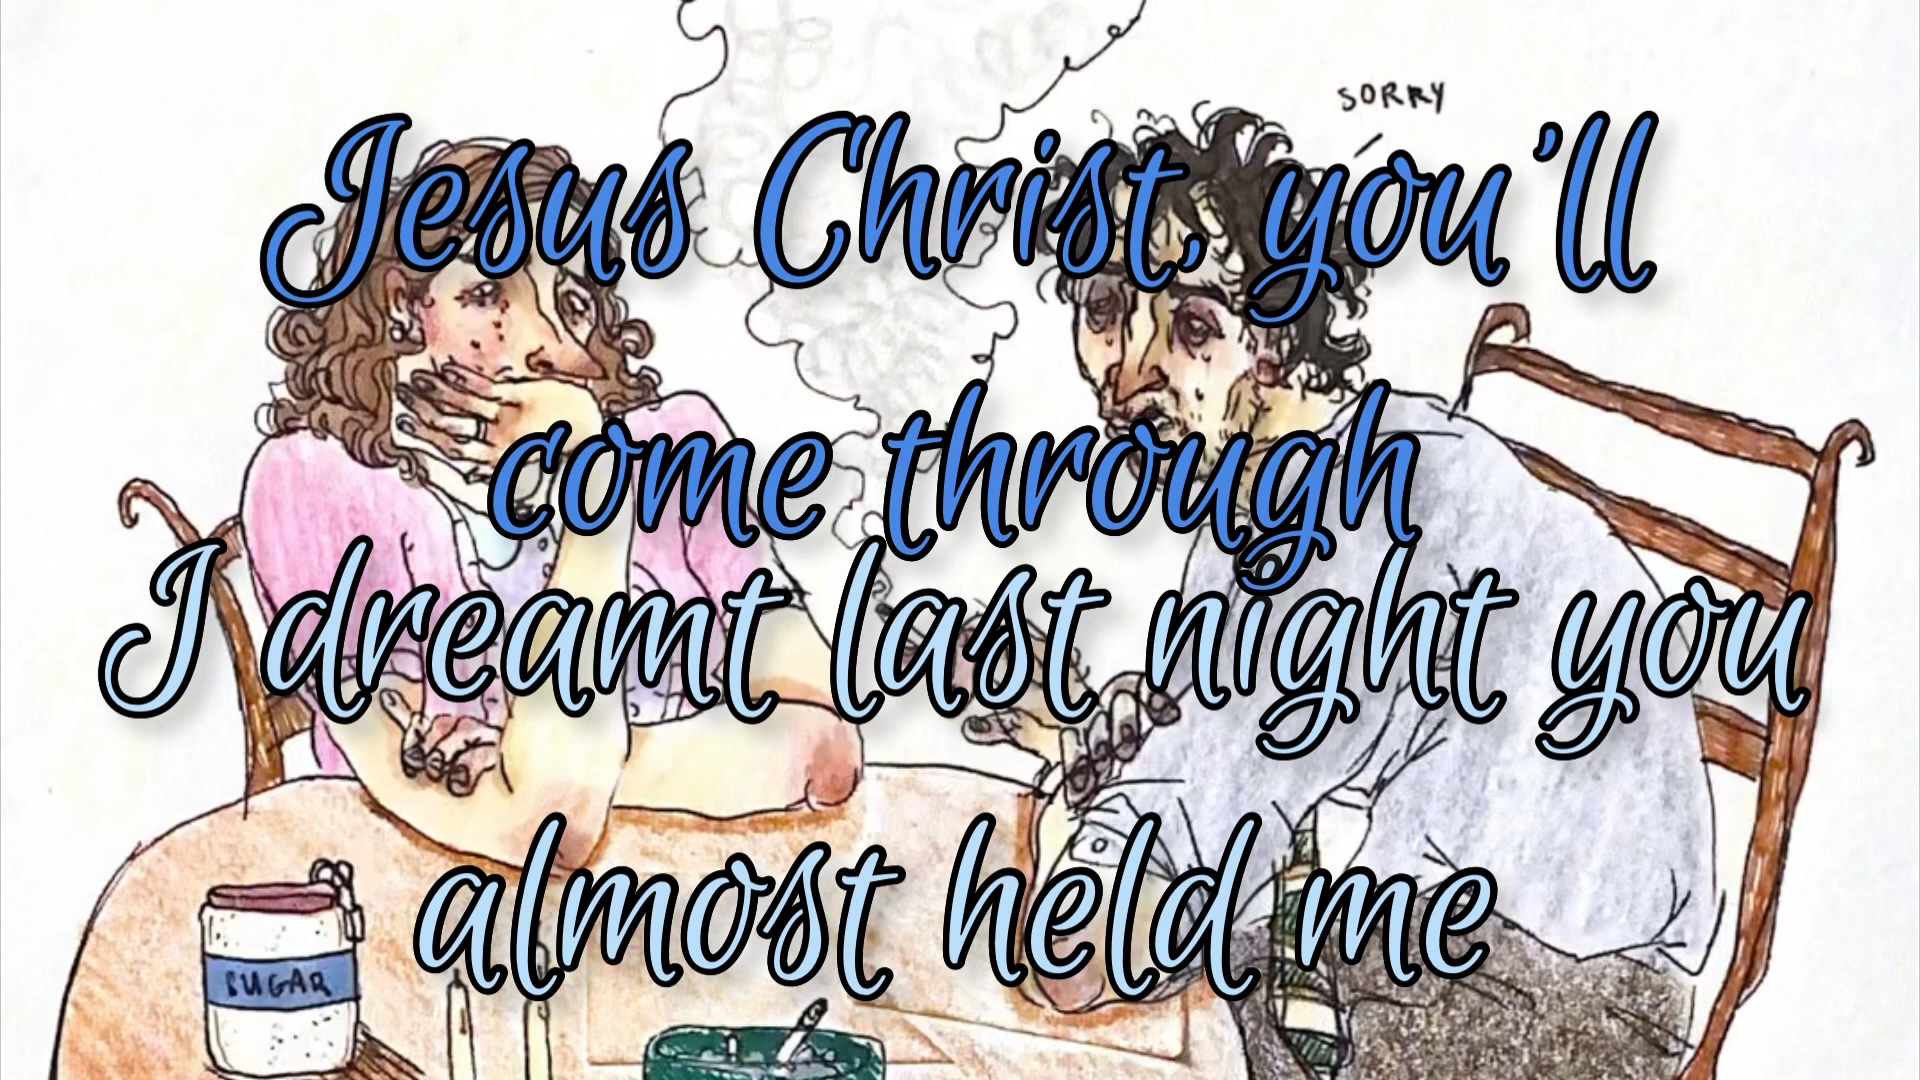 SORRY
Jesus Christ, you'll
come through
I dreamt last night you
almost held me
SUGAR